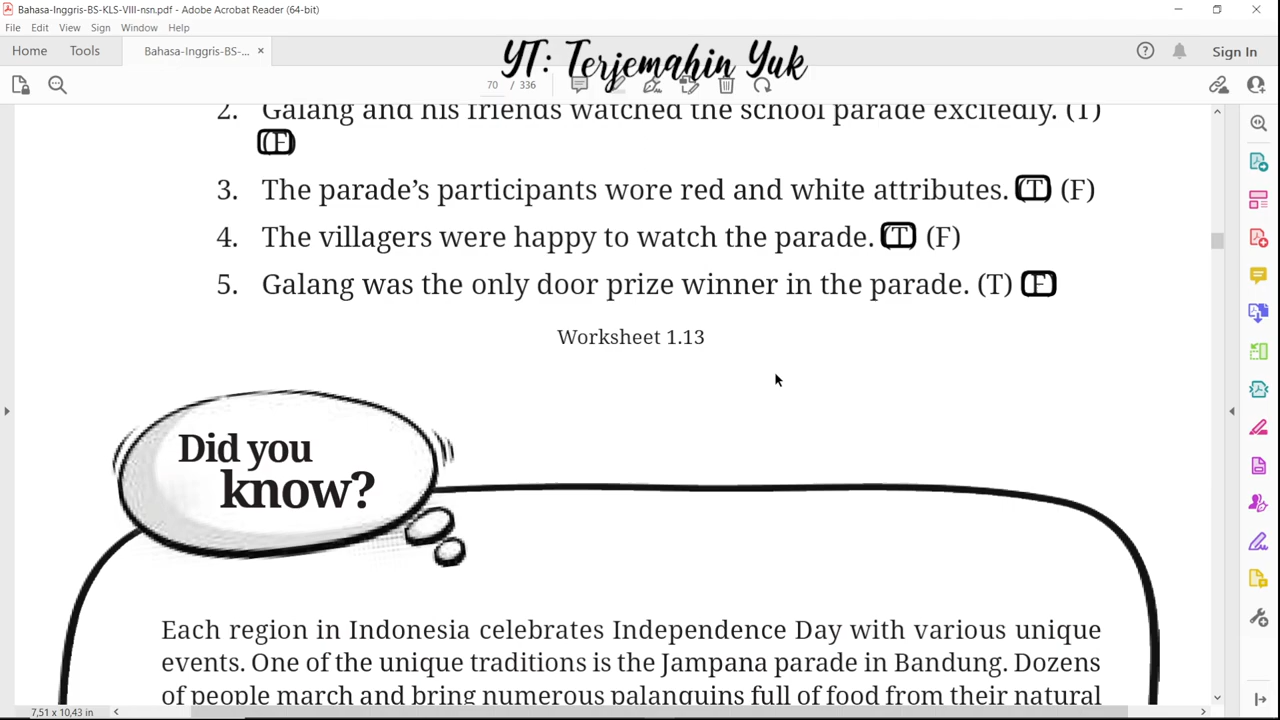 Bahasa-Inggris-BS-KLS-VIII-nsn.pdf - Adobe Acrobat Reader (64-bit)
File Edit View Sign Window Help
Home Tools Bahasa-Inggris-BS-... × Sign In
YT: Terjemahin Yuk
70 / 336
2. Galang and his friends watched the school parade excitedly. (T)
(F)
3. The parade's participants wore red and white attributes. (T) (F)
4. The villagers were happy to watch the parade. (T) (F)
5. Galang was the only door prize winner in the parade. (T) (F)
Worksheet 1.13
Did you
know?
Each region in Indonesia celebrates Independence Day with various unique
events. One of the unique traditions is the Jampana parade in Bandung. Dozens
of people march and bring numerous palanquins full of food from their natural
7,51 x 10,43 in